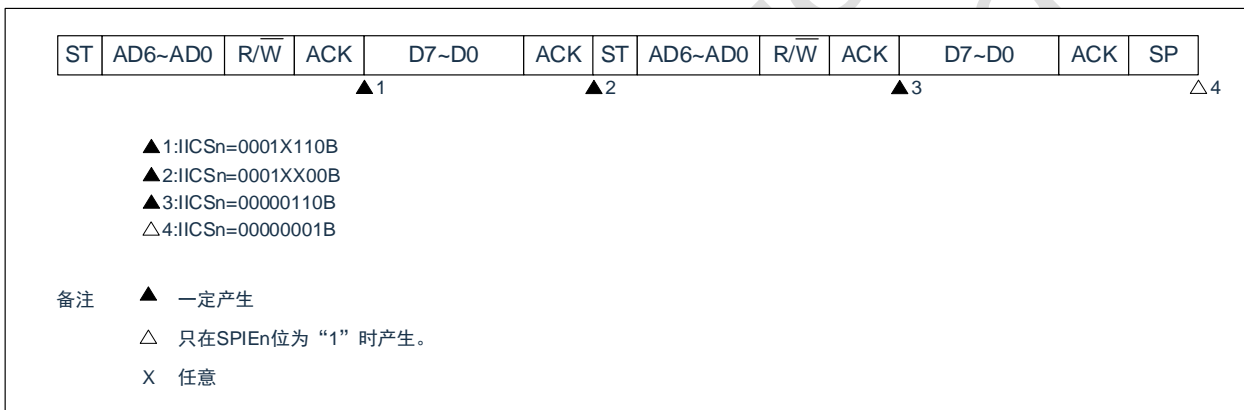 ST AD6~AD0 R/W ACK D7~D0 ACK ST AD6~AD0 R/W ACK D7~D0 ACK SP
▲1 ▲2 ▲3 △4
▲1:IICSn=0001X110B
▲2:IICSn=0001XX00B
▲3:IICSn=00000110B
△4:IICSn=00000001B
备注 ▲ 一定产生
△ 只在SPIEn位为“1”时产生。
X 任意